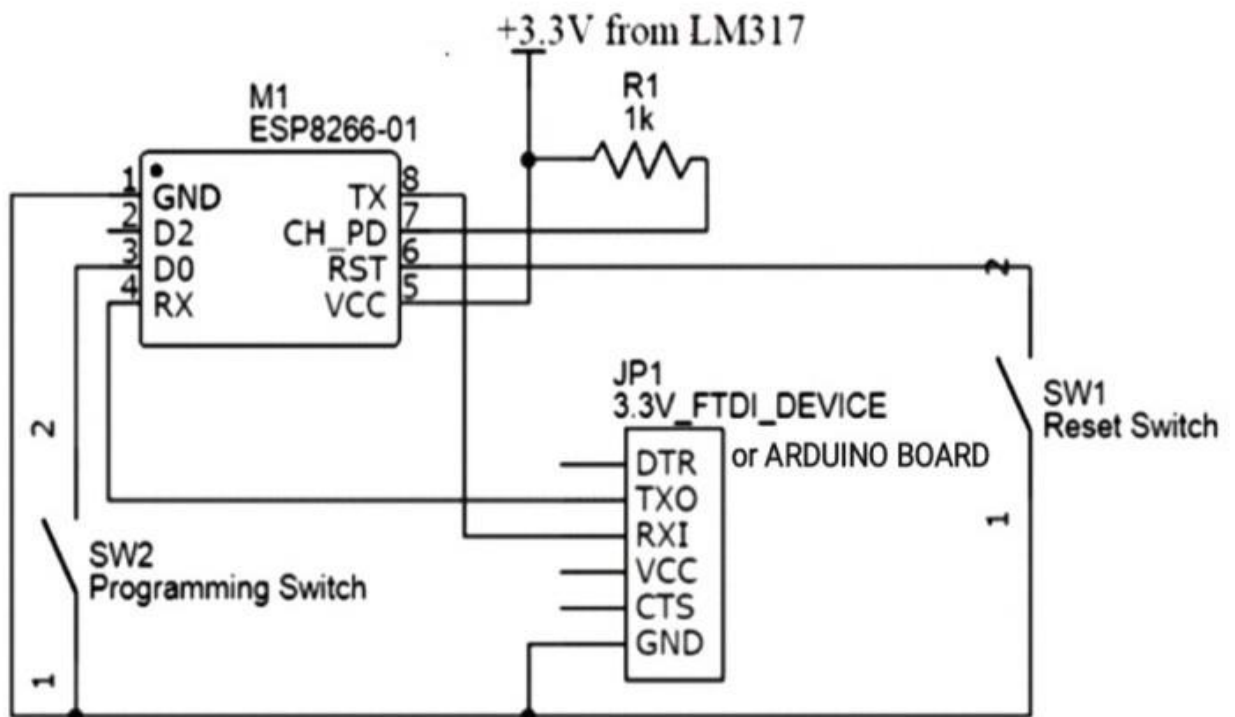 +3.3V from LM317
R1
1k
M1
ESP8266-01
1
GND
2
D2
3
D0
4
RX
TX
8
CH_PD
7
RST
6
VCC
5
2
JP1
3.3V_FTDI_DEVICE
or ARDUINO BOARD
DTR
TXO
RXI
VCC
CTS
GND
SW1
Reset Switch
1
2
SW2
Programming Switch
1